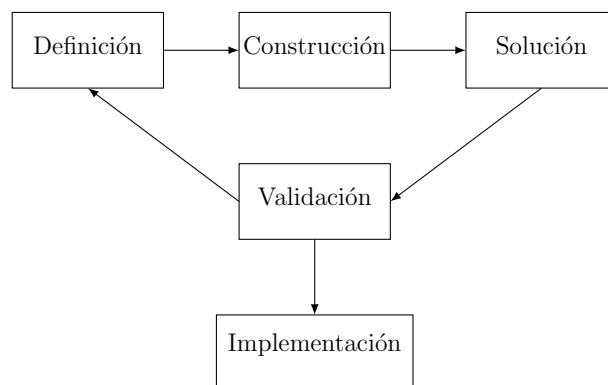 Definición
Construcción
Solución
Validación
Implementación